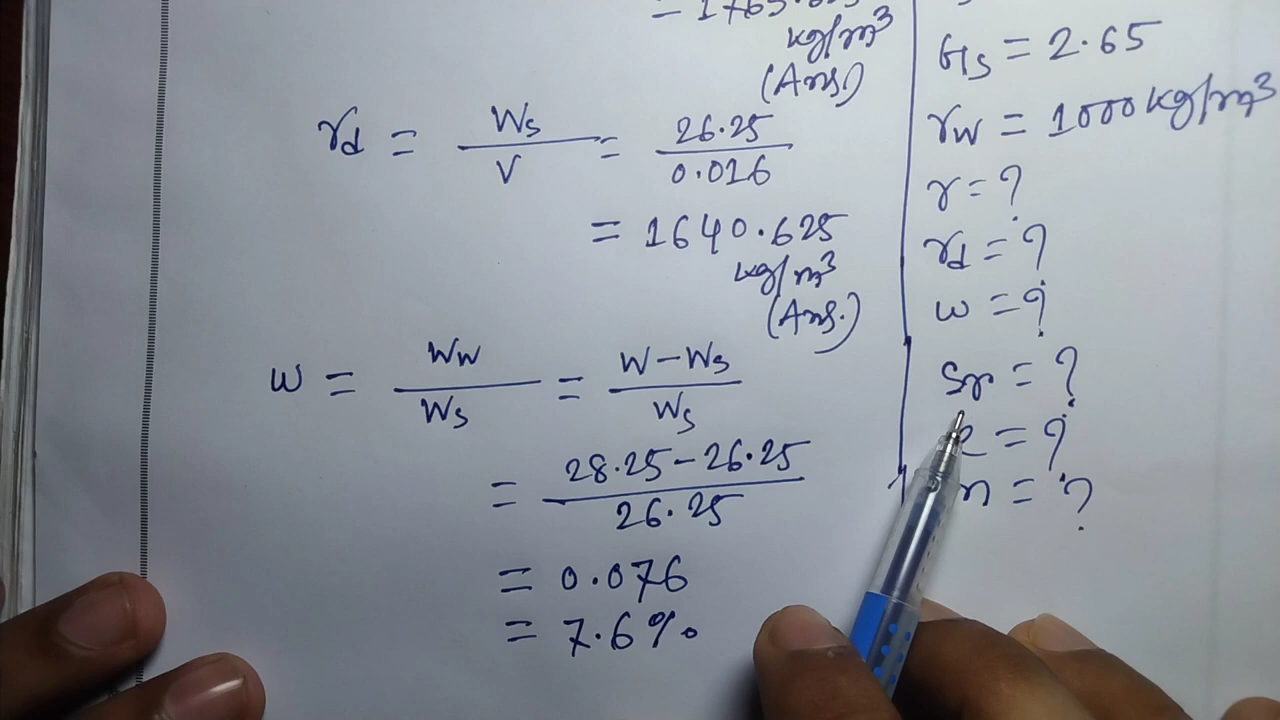 kg/m³
(Ans.)
γd = Ws / V = 26.25 / 0.016
= 1640.625
kg/m³
(Ans.)
w = Ww / Ws = W-Ws / Ws
= 28.25-26.25 / 26.25
= 0.076
= 7.6%
Gs = 2.65
γw = 1000 kg/m³
γ = ?
γd = ?
w = ?
Sr = ?
= ?
n = ?